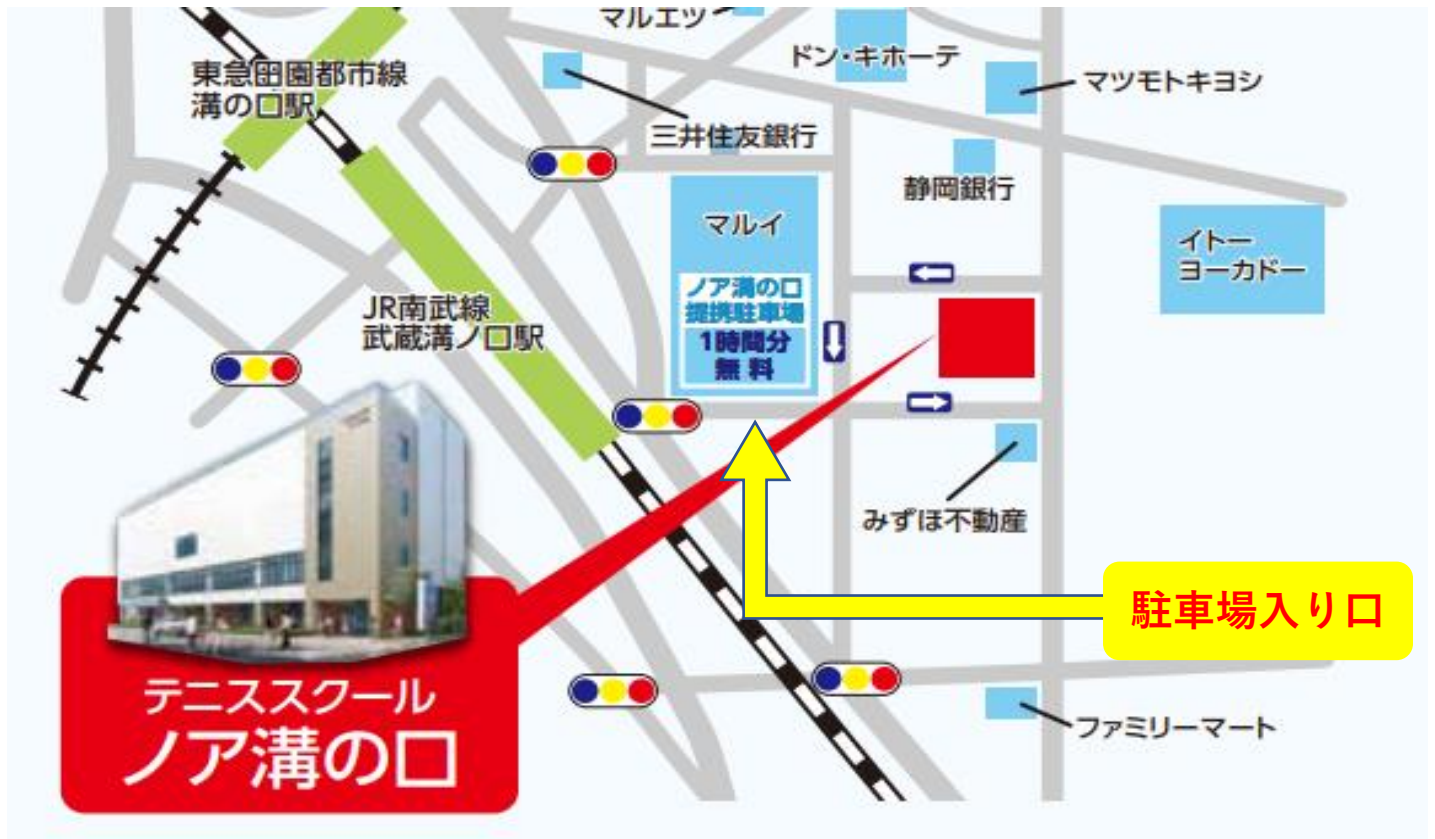 マルエツ
ドン・キホーテ
東急田園都市線
溝の口駅
マツモトキヨシ
三井住友銀行
静岡銀行
マルイ
イトー
ヨーカドー
ノア溝の口
提携駐車場
1時間分
無料
JR南武線
武蔵溝ノ口駅
みずほ不動産
駐車場入り口
テニススクール
ノア溝の口
ファミリーマート